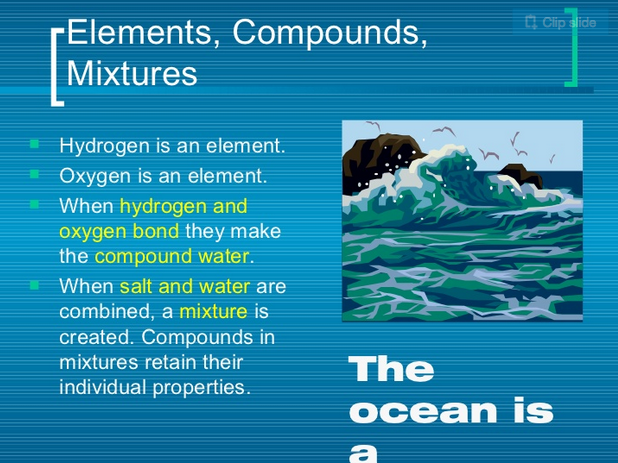 Clip slide
Elements, Compounds,
Mixtures
Hydrogen is an element.
Oxygen is an element.
When hydrogen and
oxygen bond they make
the compound water.
When salt and water are
combined, a mixture is
created. Compounds in
mixtures retain their
individual properties.
The
ocean is
a